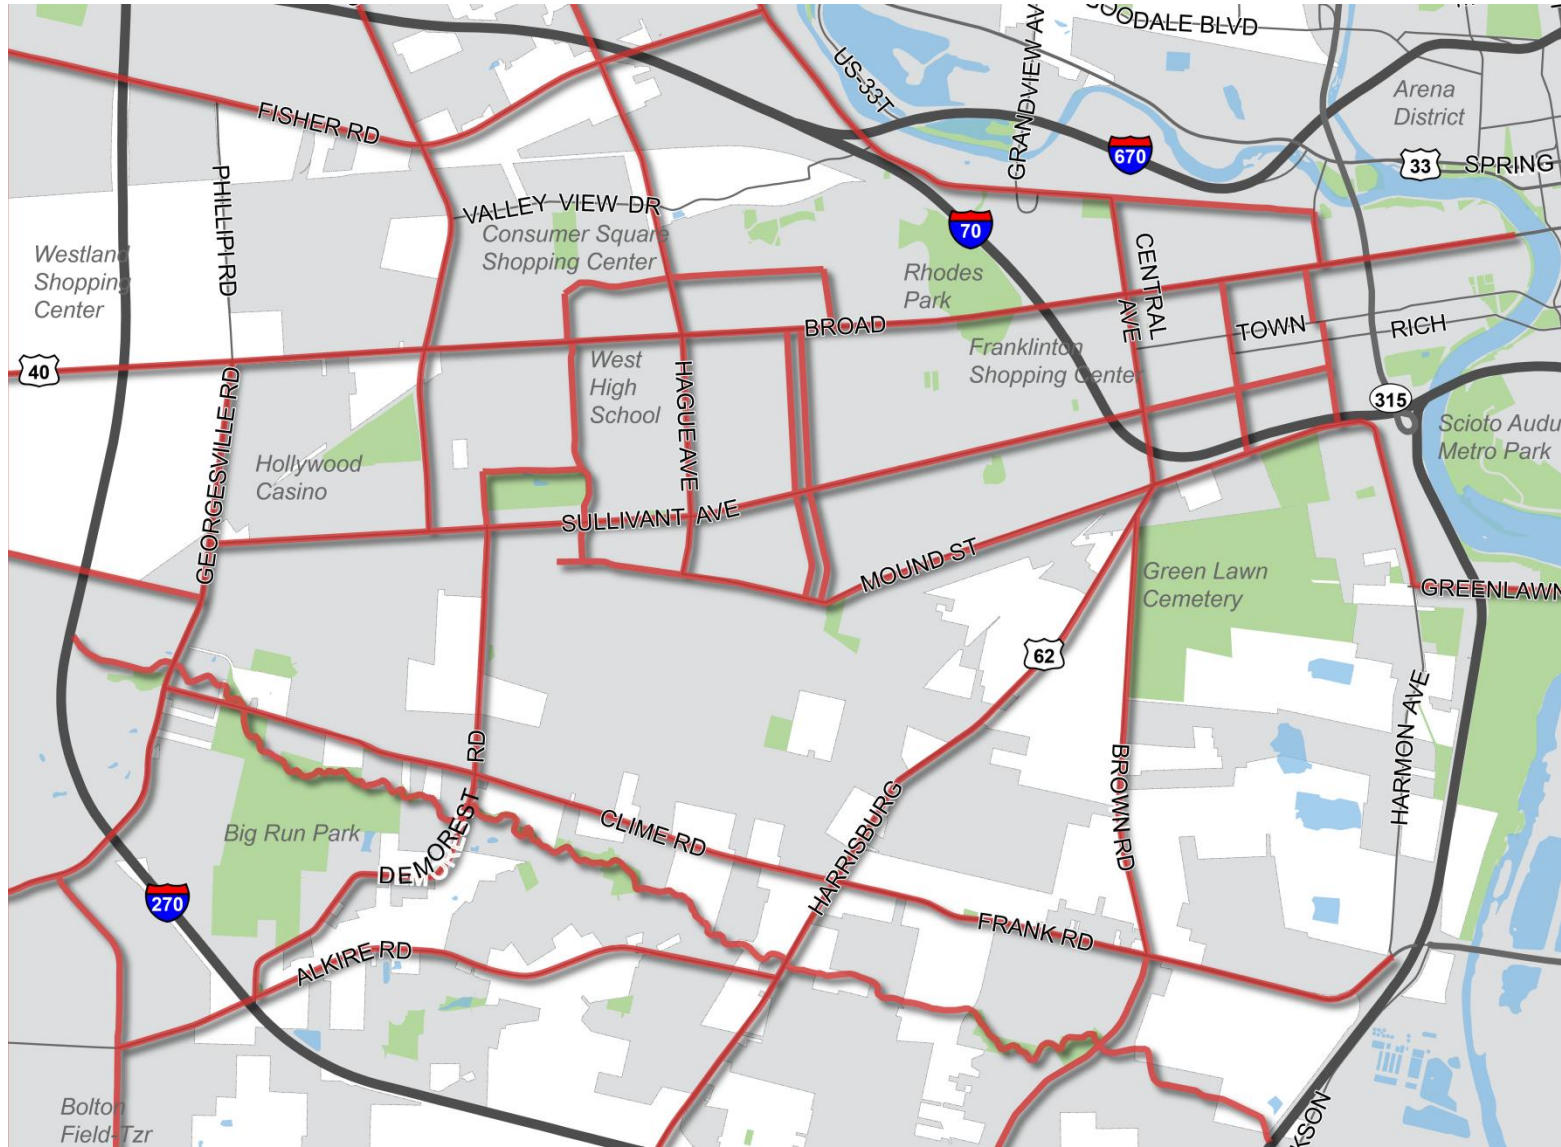 OODALE BLVD
GRANDVIEW AV
US-33T
Arena
District
FISHER RD
670
33
SPRING
PHILLIPI RD
VALLEY VIEW DR
Consumer Square
Shopping Center
70
CENTRAL
AVE
Westland
Shopping
Center
Rhodes
Park
BROAD
TOWN
RICH
40
West
High
School
HAGUE AVE
Franklinton
Shopping Center
315
Scioto Audu
Metro Park
GEORGESVILLE RD
Hollywood
Casino
SULLIVANT AVE
MOUND ST
Green Lawn
Cemetery
GREENLAWN
62
HARMON AVE
BROWN RD
DEMOREST RD
CLIME RD
HARRISBURG
Big Run Park
270
ALKIRE RD
FRANK RD
Bolton
Field-Tzr
KSON